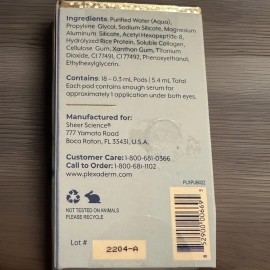 Ingredients: Purified Water (Aqua),
Propylene Glycol, Sodium Silicate, Magnesium
Aluminum Silicate, Acetyl Hexapeptide-8,
Hydrolyzed Rice Protein, Soluble Collagen,
Cellulose Gum, Xanthan Gum, Titanium
Dioxide, CI 77491, CI 77492, Phenoxyethanol,
Ethylhexylglycerin.
Contains: 18 - 0.3 mL Pods | 5.4 mL Total
Each pod contains enough serum for
approximately 1 application under both eyes.
Manufactured for:
Sheer Science®
777 Yamato Road
Boca Raton, FL 33431, U.S.A.
Customer Care: 1-800-681-0366
Call to Order: 1-800-681-1102
www.plexaderm.com
NOT TESTED ON ANIMALS
PLEASE RECYCLE
Lot # 2204-A